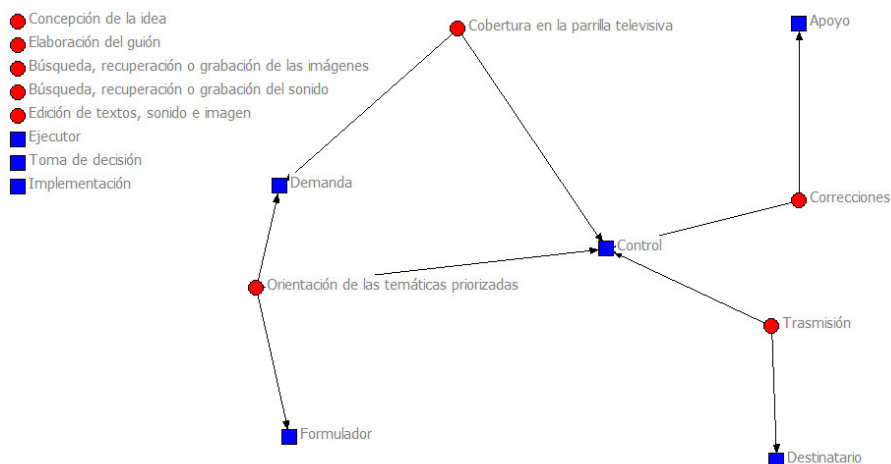 Concepción de la idea
Elaboración del guión
Búsqueda, recuperación o grabación de las imágenes
Búsqueda, recuperación o grabación del sonido
Edición de textos, sonido e imagen
Ejecutor
Toma de decisión
Implementación
Cobertura en la parrilla televisiva
Apoyo
Demanda
Correcciones
Control
Orientación de las temáticas priorizadas
Trasmisión
Formulador
Destinatario